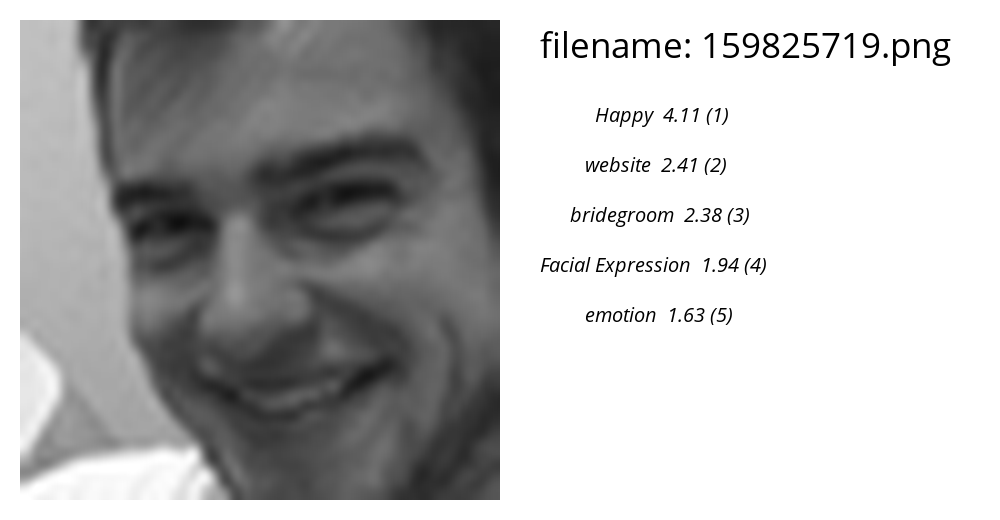 filename: 159825719.png
Happy 4.11 (1)
website 2.41 (2)
bridegroom 2.38 (3)
Facial Expression 1.94 (4)
emotion 1.63 (5)